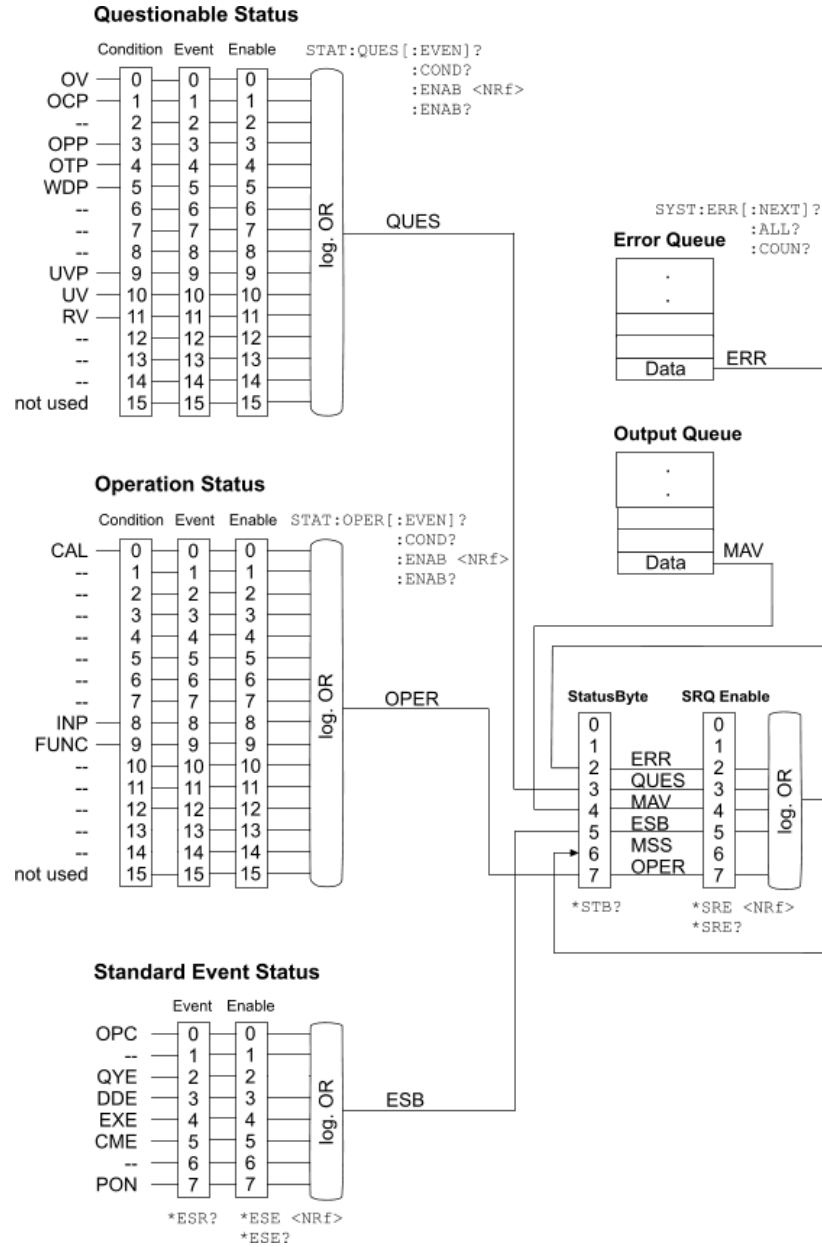 Questionable Status
Condition Event Enable STAT:QUES[:EVEN]?
:COND?
:ENAB <NRf>
:ENAB?
OV 0 0 0
OCP 1 1 1
-- 2 2 2
OPP 3 3 3
OTP 4 4 4
WDP 5 5 5
-- 6 6 6
-- 7 7 7
-- 8 8 8
UVP 9 9 9
UV 10 10 10
RV 11 11 11
-- 12 12 12
-- 13 13 13
-- 14 14 14
not used 15 15 15
log. OR
QUES
SYST:ERR[:NEXT]?
:ALL?
:COUN?
Error Queue
.
.
Data ERR
Output Queue
.
.
Data MAV
Operation Status
Condition Event Enable STAT:OPER[:EVEN]?
:COND?
:ENAB <NRf>
:ENAB?
CAL 0 0 0
-- 1 1 1
-- 2 2 2
-- 3 3 3
-- 4 4 4
-- 5 5 5
-- 6 6 6
-- 7 7 7
INP 8 8 8
FUNC 9 9 9
-- 10 10 10
-- 11 11 11
-- 12 12 12
-- 13 13 13
-- 14 14 14
not used 15 15 15
log. OR
OPER
StatusByte SRQ Enable
0 0
1 1
2 ERR 2
3 QUES 3
4 MAV 4
5 ESB 5
6 MSS 6
7 OPER 7
log. OR
*STB? *SRE <NRf>
*SRE?
Standard Event Status
Event Enable
OPC 0 0
-- 1 1
QYE 2 2
DDE 3 3
EXE 4 4
CME 5 5
-- 6 6
PON 7 7
log. OR
ESB
*ESR? *ESE <NRf>
*ESE?